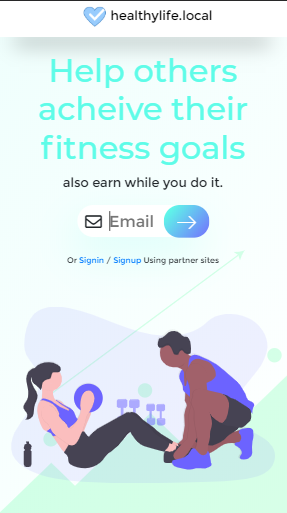 healthylife.local
Help others
acheive their
fitness goals
also earn while you do it.
Email
Or Signin / Signup Using partner sites